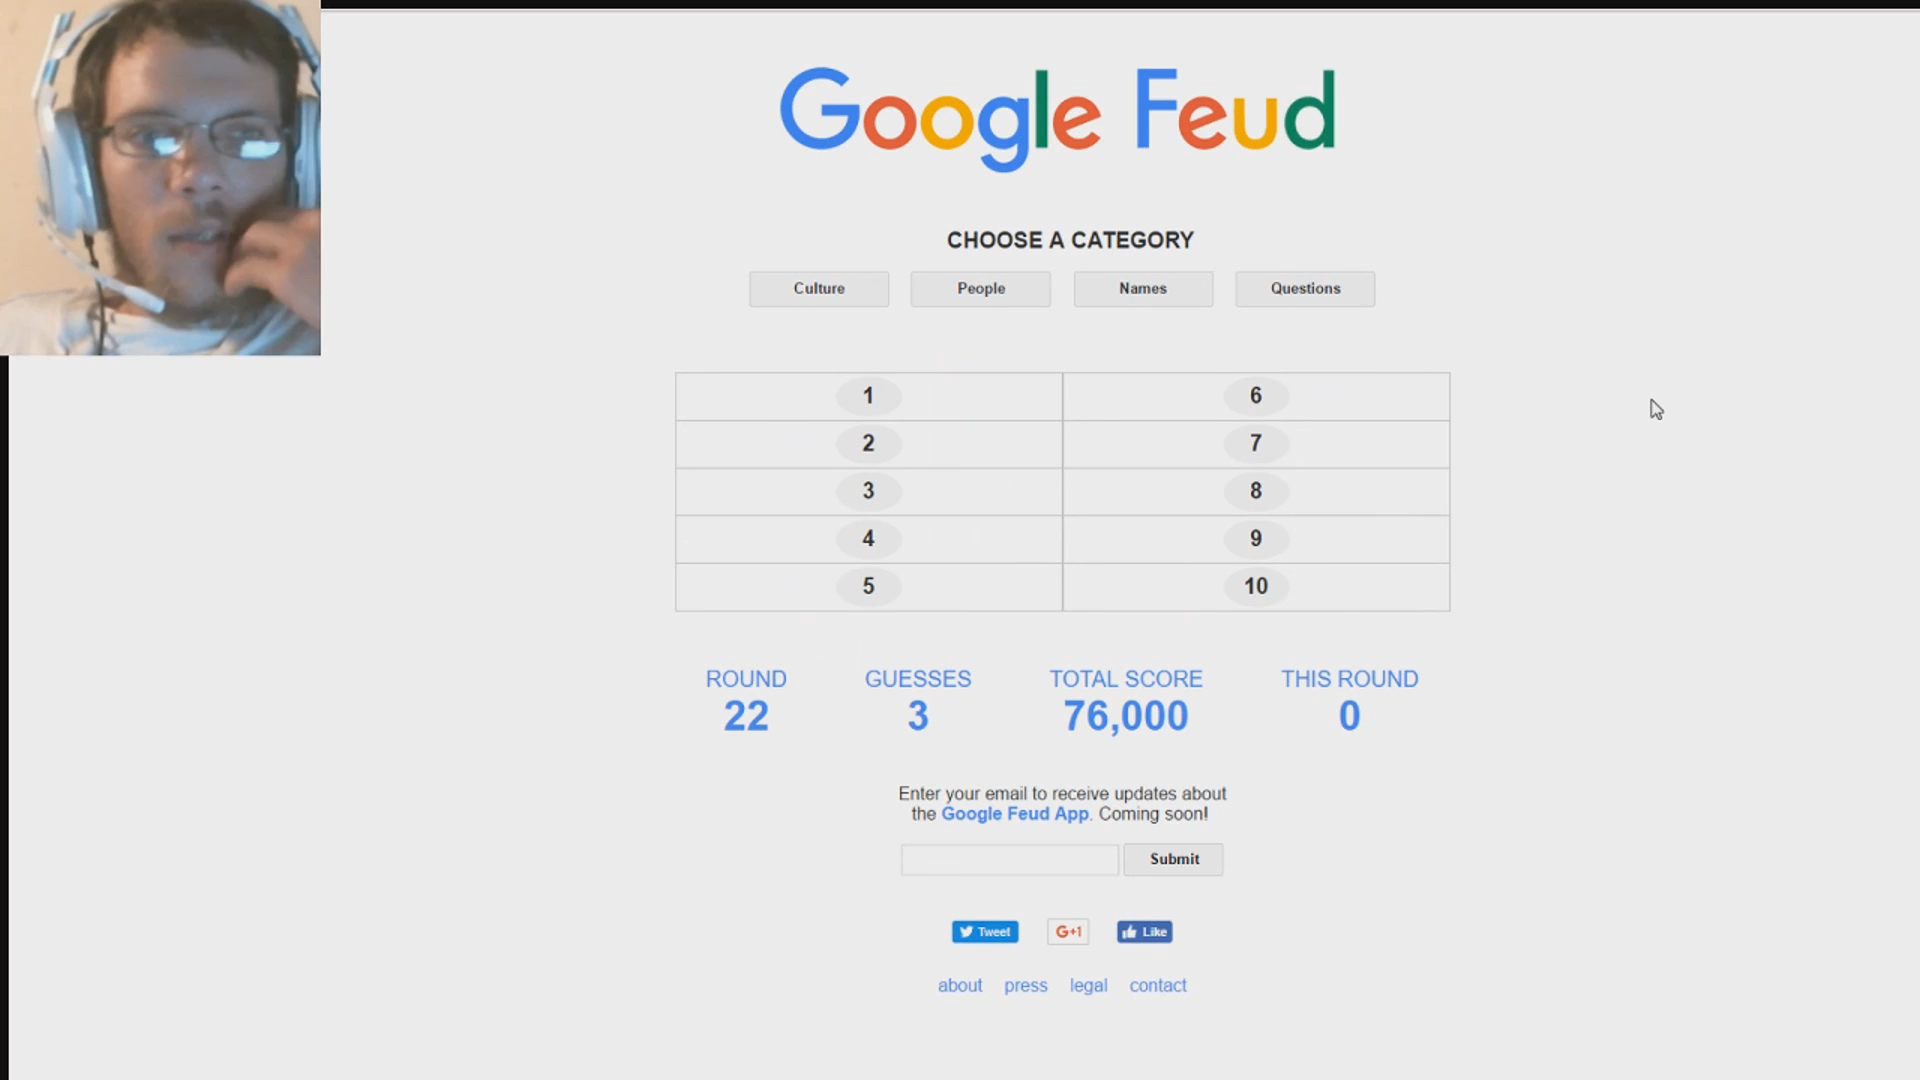 Google Feud
CHOOSE A CATEGORY
Culture People Names Questions
1 6
2 7
3 8
4 9
5 10
ROUND GUESSES TOTAL SCORE THIS ROUND
22 3 76,000 0
Enter your email to receive updates about
the Google Feud App. Coming soon!
Submit
Tweet G+1 Like
about press legal contact